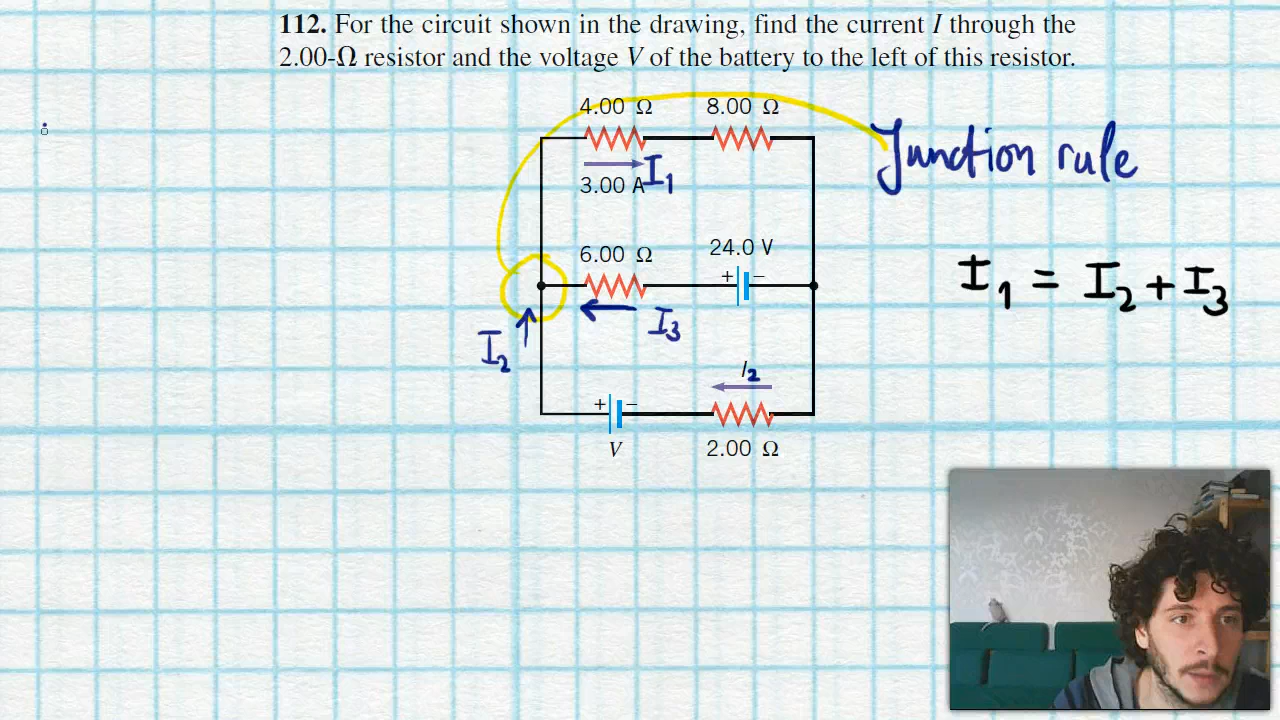 112. For the circuit shown in the drawing, find the current I through the
2.00-Ω resistor and the voltage V of the battery to the left of this resistor.
4.00 Ω 8.00 Ω
Junction rule
I1
3.00 A
6.00 Ω 24.0 V
+ −
I1 = I2 + I3
I3
I2
I2
+ −
V 2.00 Ω